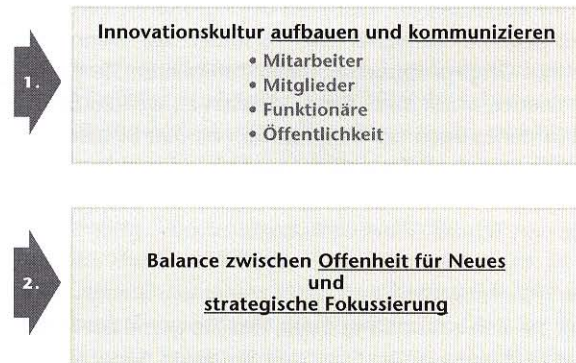 1.
Innovationskultur aufbauen und kommunizieren
• Mitarbeiter
• Mitglieder
• Funktionäre
• Öffentlichkeit
2.
Balance zwischen Offenheit für Neues
und
strategische Fokussierung